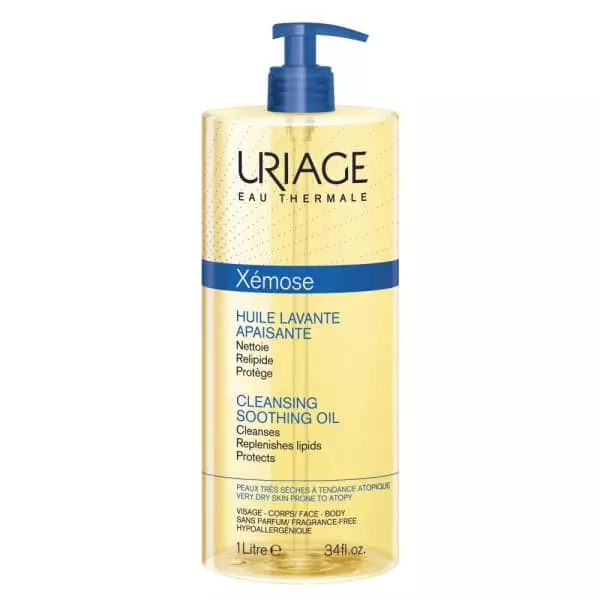 URIAGE
EAU THERMALE
Xémose
HUILE LAVANTE
APAISANTE
Nettoie
Relipide
Protège
CLEANSING
SOOTHING OIL
Cleanses
Replenishes lipids
Protects
PEAUX TRÈS SÈCHES À TENDANCE ATOPIQUE
VERY DRY SKIN PRONE TO ATOPY
VISAGE - CORPS/ FACE - BODY
SANS PARFUM/ FRAGRANCE-FREE
HYPOALLERGÉNIQUE
1 Litre ℮ 34fl.oz.